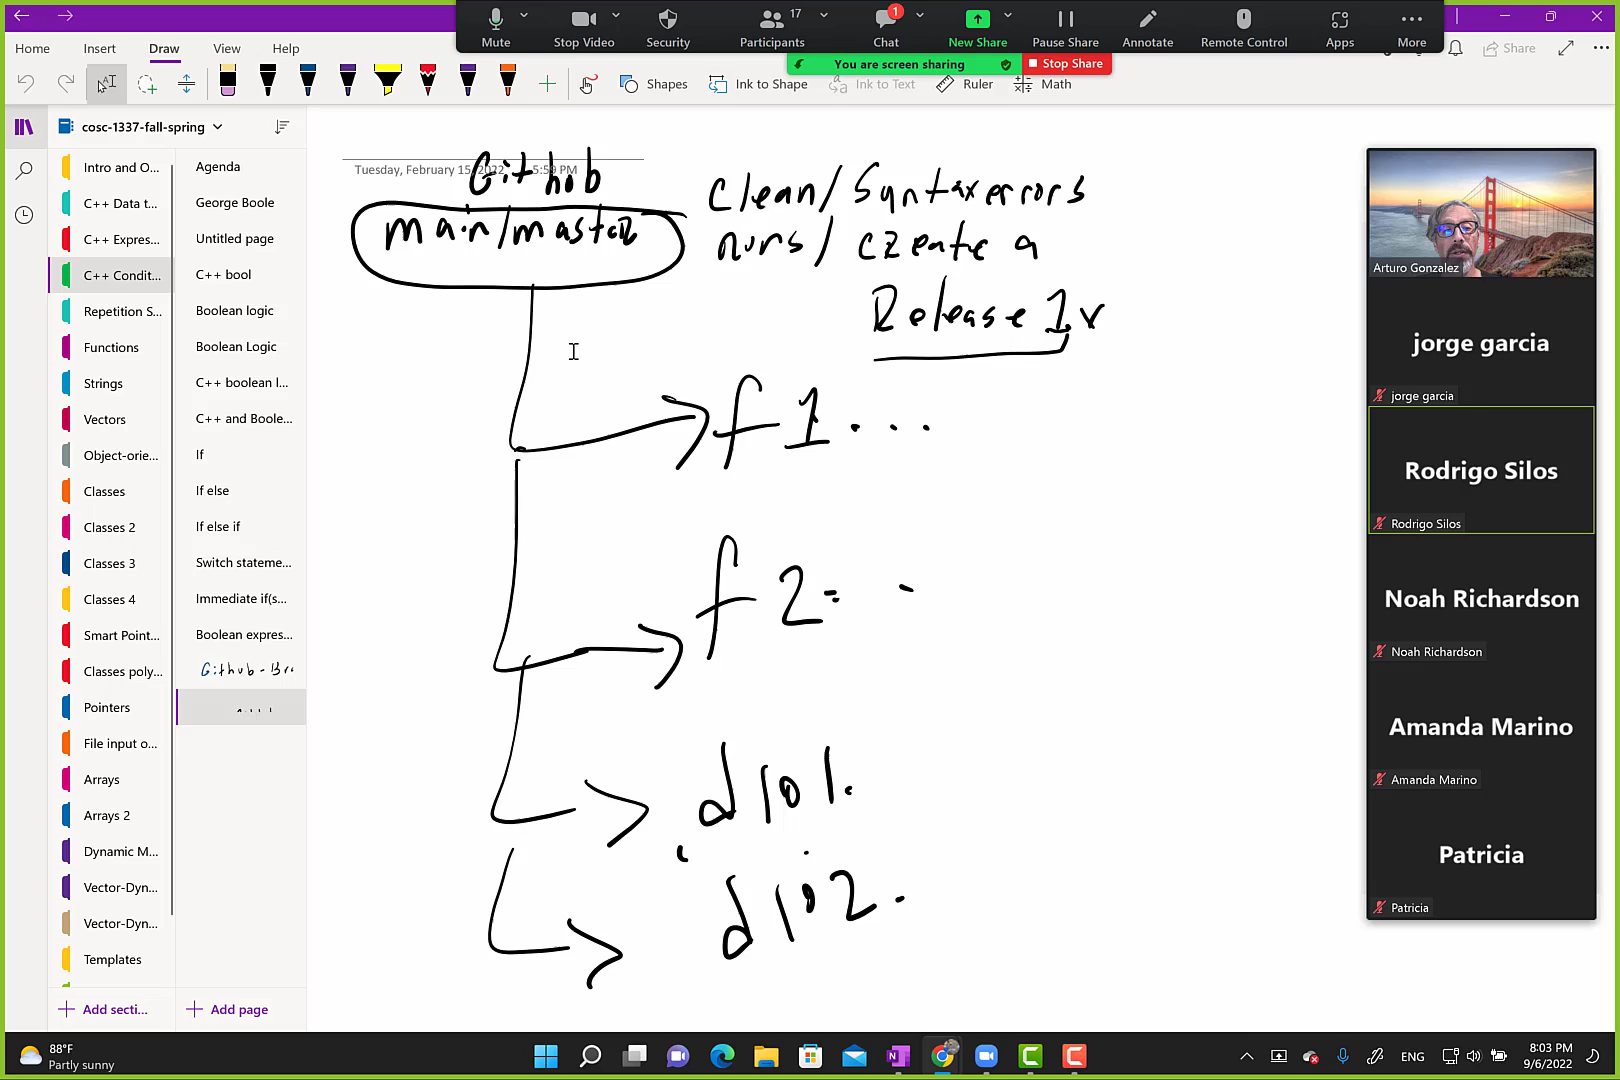 Mute
Stop Video
Security
17
Participants
1
Chat
New Share
Pause Share
Annotate
Remote Control
Apps
More
You are screen sharing
Stop Share
Home
Insert
Draw
View
Help
Share
Shapes
Ink to Shape
Ink to Text
Ruler
Math
cosc-1337-fall-spring
Intro and O...
C++ Data t...
C++ Expres...
C++ Condit...
Repetition S...
Functions
Strings
Vectors
Object-orie...
Classes
Classes 2
Classes 3
Classes 4
Smart Point...
Classes poly...
Pointers
File input o...
Arrays
Arrays 2
Dynamic M...
Vector-Dyn...
Vector-Dyn...
Templates
Add secti...
Agenda
George Boole
Untitled page
C++ bool
Boolean logic
Boolean Logic
C++ boolean l...
C++ and Boole...
If
If else
If else if
Switch stateme...
Immediate if(s...
Boolean expres...
Github - Br
Add page
Tuesday, February 15, 2022 5:59 PM
Github
main/master
Clean/ Syntax errors
runs/ create a
Release 1.v
f 1 . . .
f 2
d101.
d102.
Arturo Gonzalez
jorge garcia
jorge garcia
Rodrigo Silos
Rodrigo Silos
Noah Richardson
Noah Richardson
Amanda Marino
Amanda Marino
Patricia
Patricia
88°F
Partly sunny
ENG
8:03 PM
9/6/2022